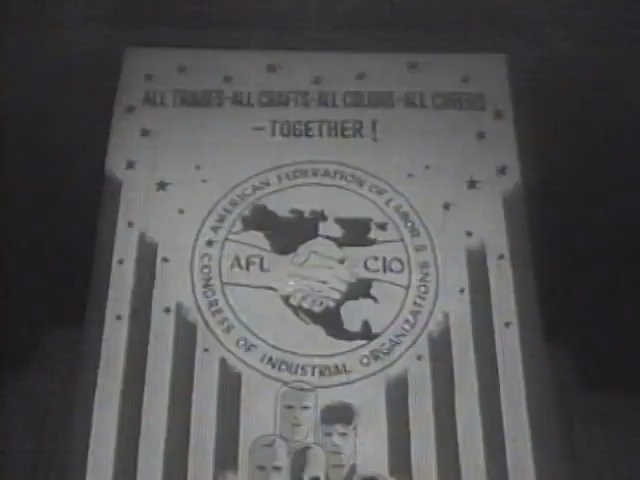 ALL TRADES-ALL CRAFTS-ALL COLORS-ALL CREEDS
-TOGETHER!
AMERICAN FEDERATION OF LABOR &
AFL CIO
CONGRESS OF INDUSTRIAL ORGANIZATIONS